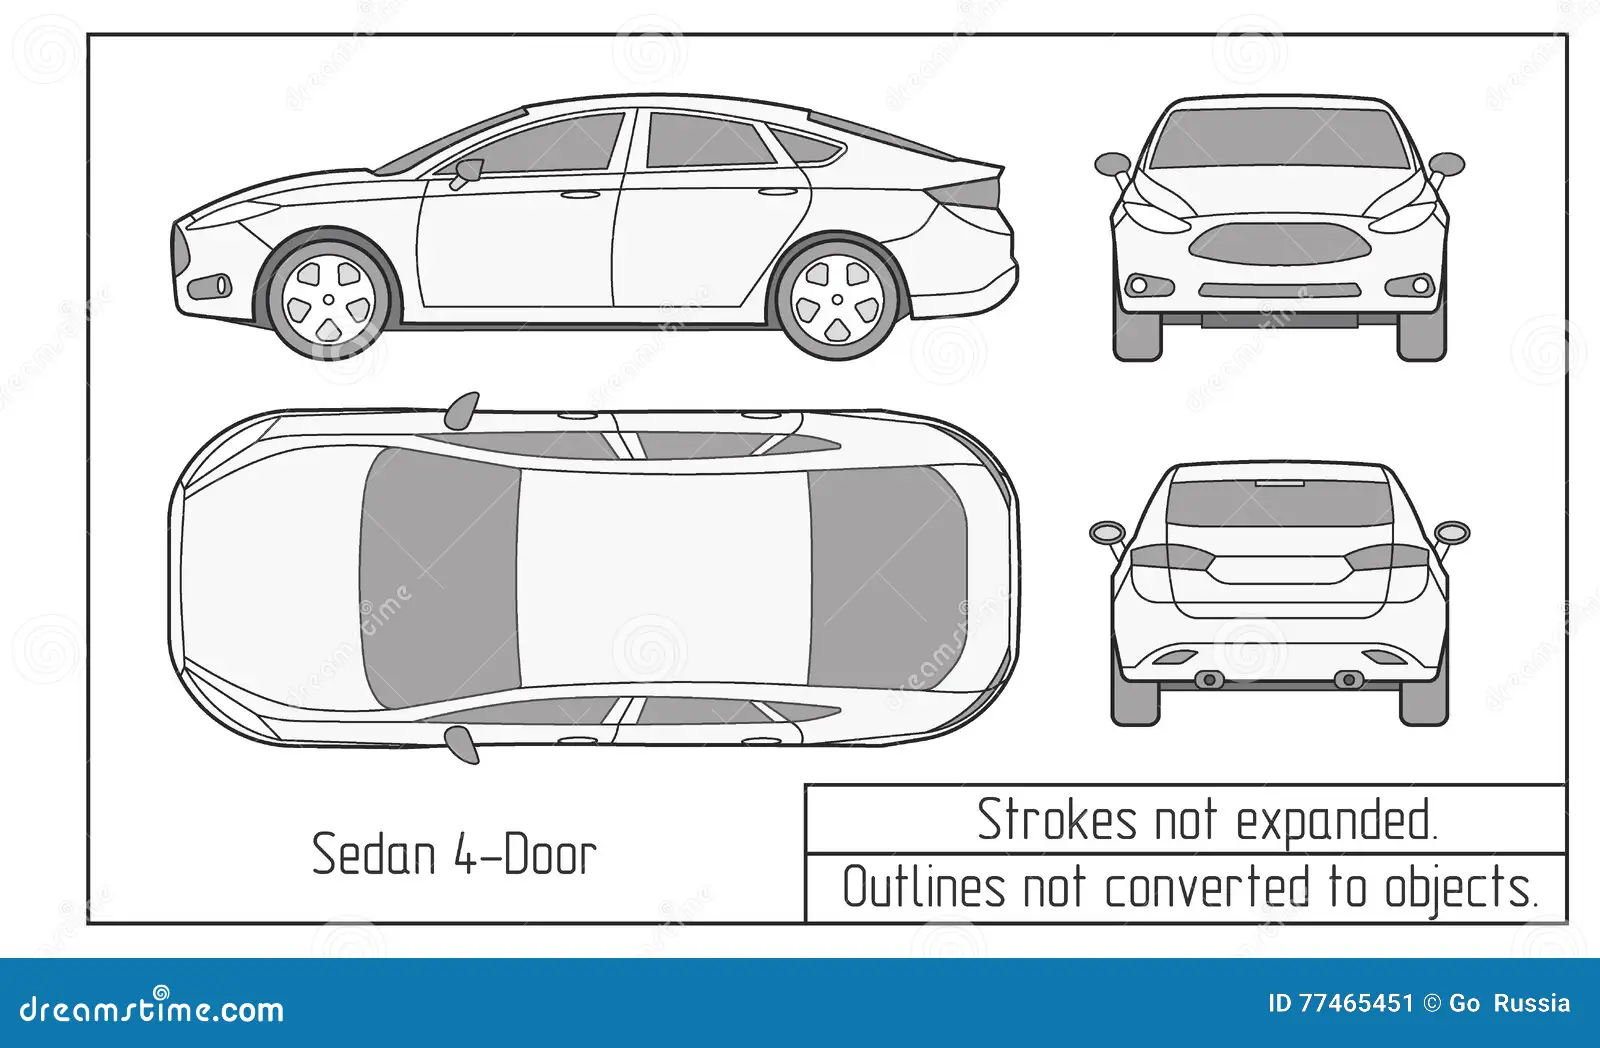 Sedan 4-Door
Strokes not expanded.
Outlines not converted to objects.
dreamstime.com
ID 77465451 © Go Russia